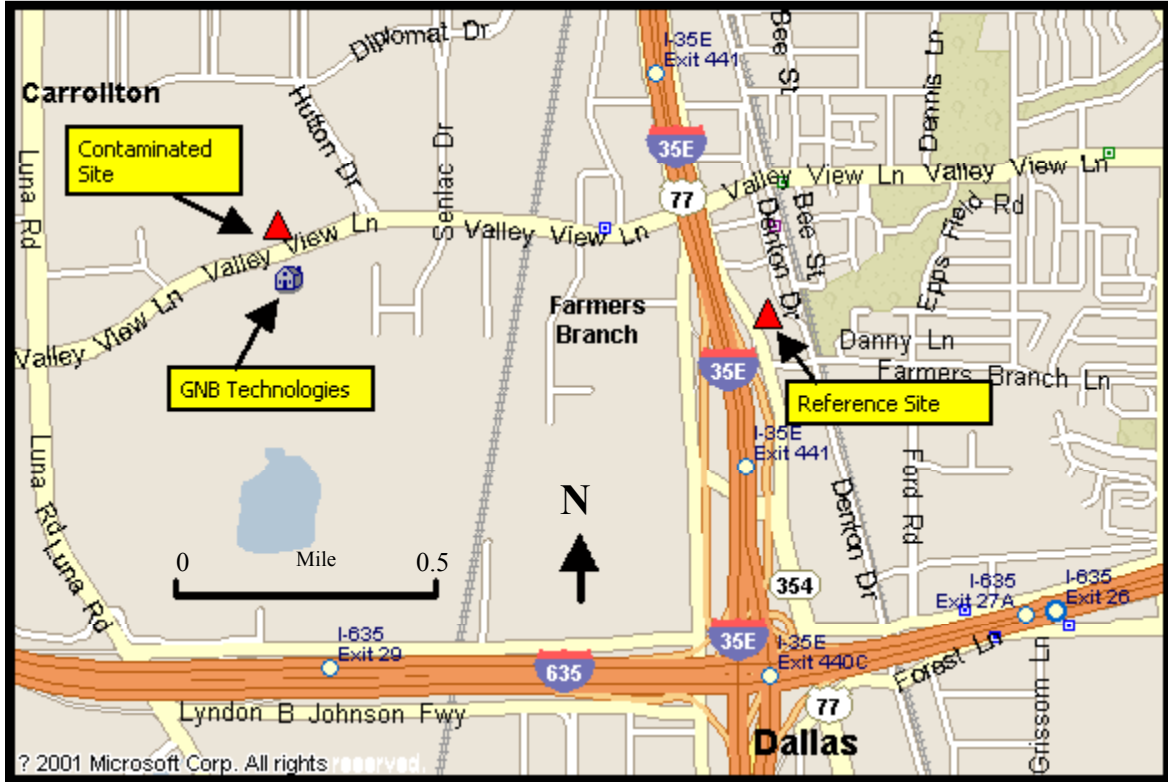 Diplomat Dr
I-35E
Exit 441
Bee St
Dennis Ln
Carrollton
Hutton Dr
Contaminated
Site
Senlac Dr
35E
Luna Rd
Valley View Ln
Valley View Ln
77
Valley View Ln
Valley View Ln
Rd
Denton Dr
Bee St
Epps Field
Valley View Ln
Farmers
Branch
Danny Ln
35E
Farmers Branch Ln
GNB Technologies
Reference Site
I-35E
Exit 441
Luna Rd
Ford Rd
N
Denton Dr
0
Mile
0.5
Luna Rd
354
I-635
Exit 27A
I-635
Exit 26
I-635
Exit 29
635
35E
I-35E
Exit 440C
Forest Ln
Grissom Ln
Lyndon B Johnson Fwy
77
Dallas
? 2001 Microsoft Corp. All rights reserved.